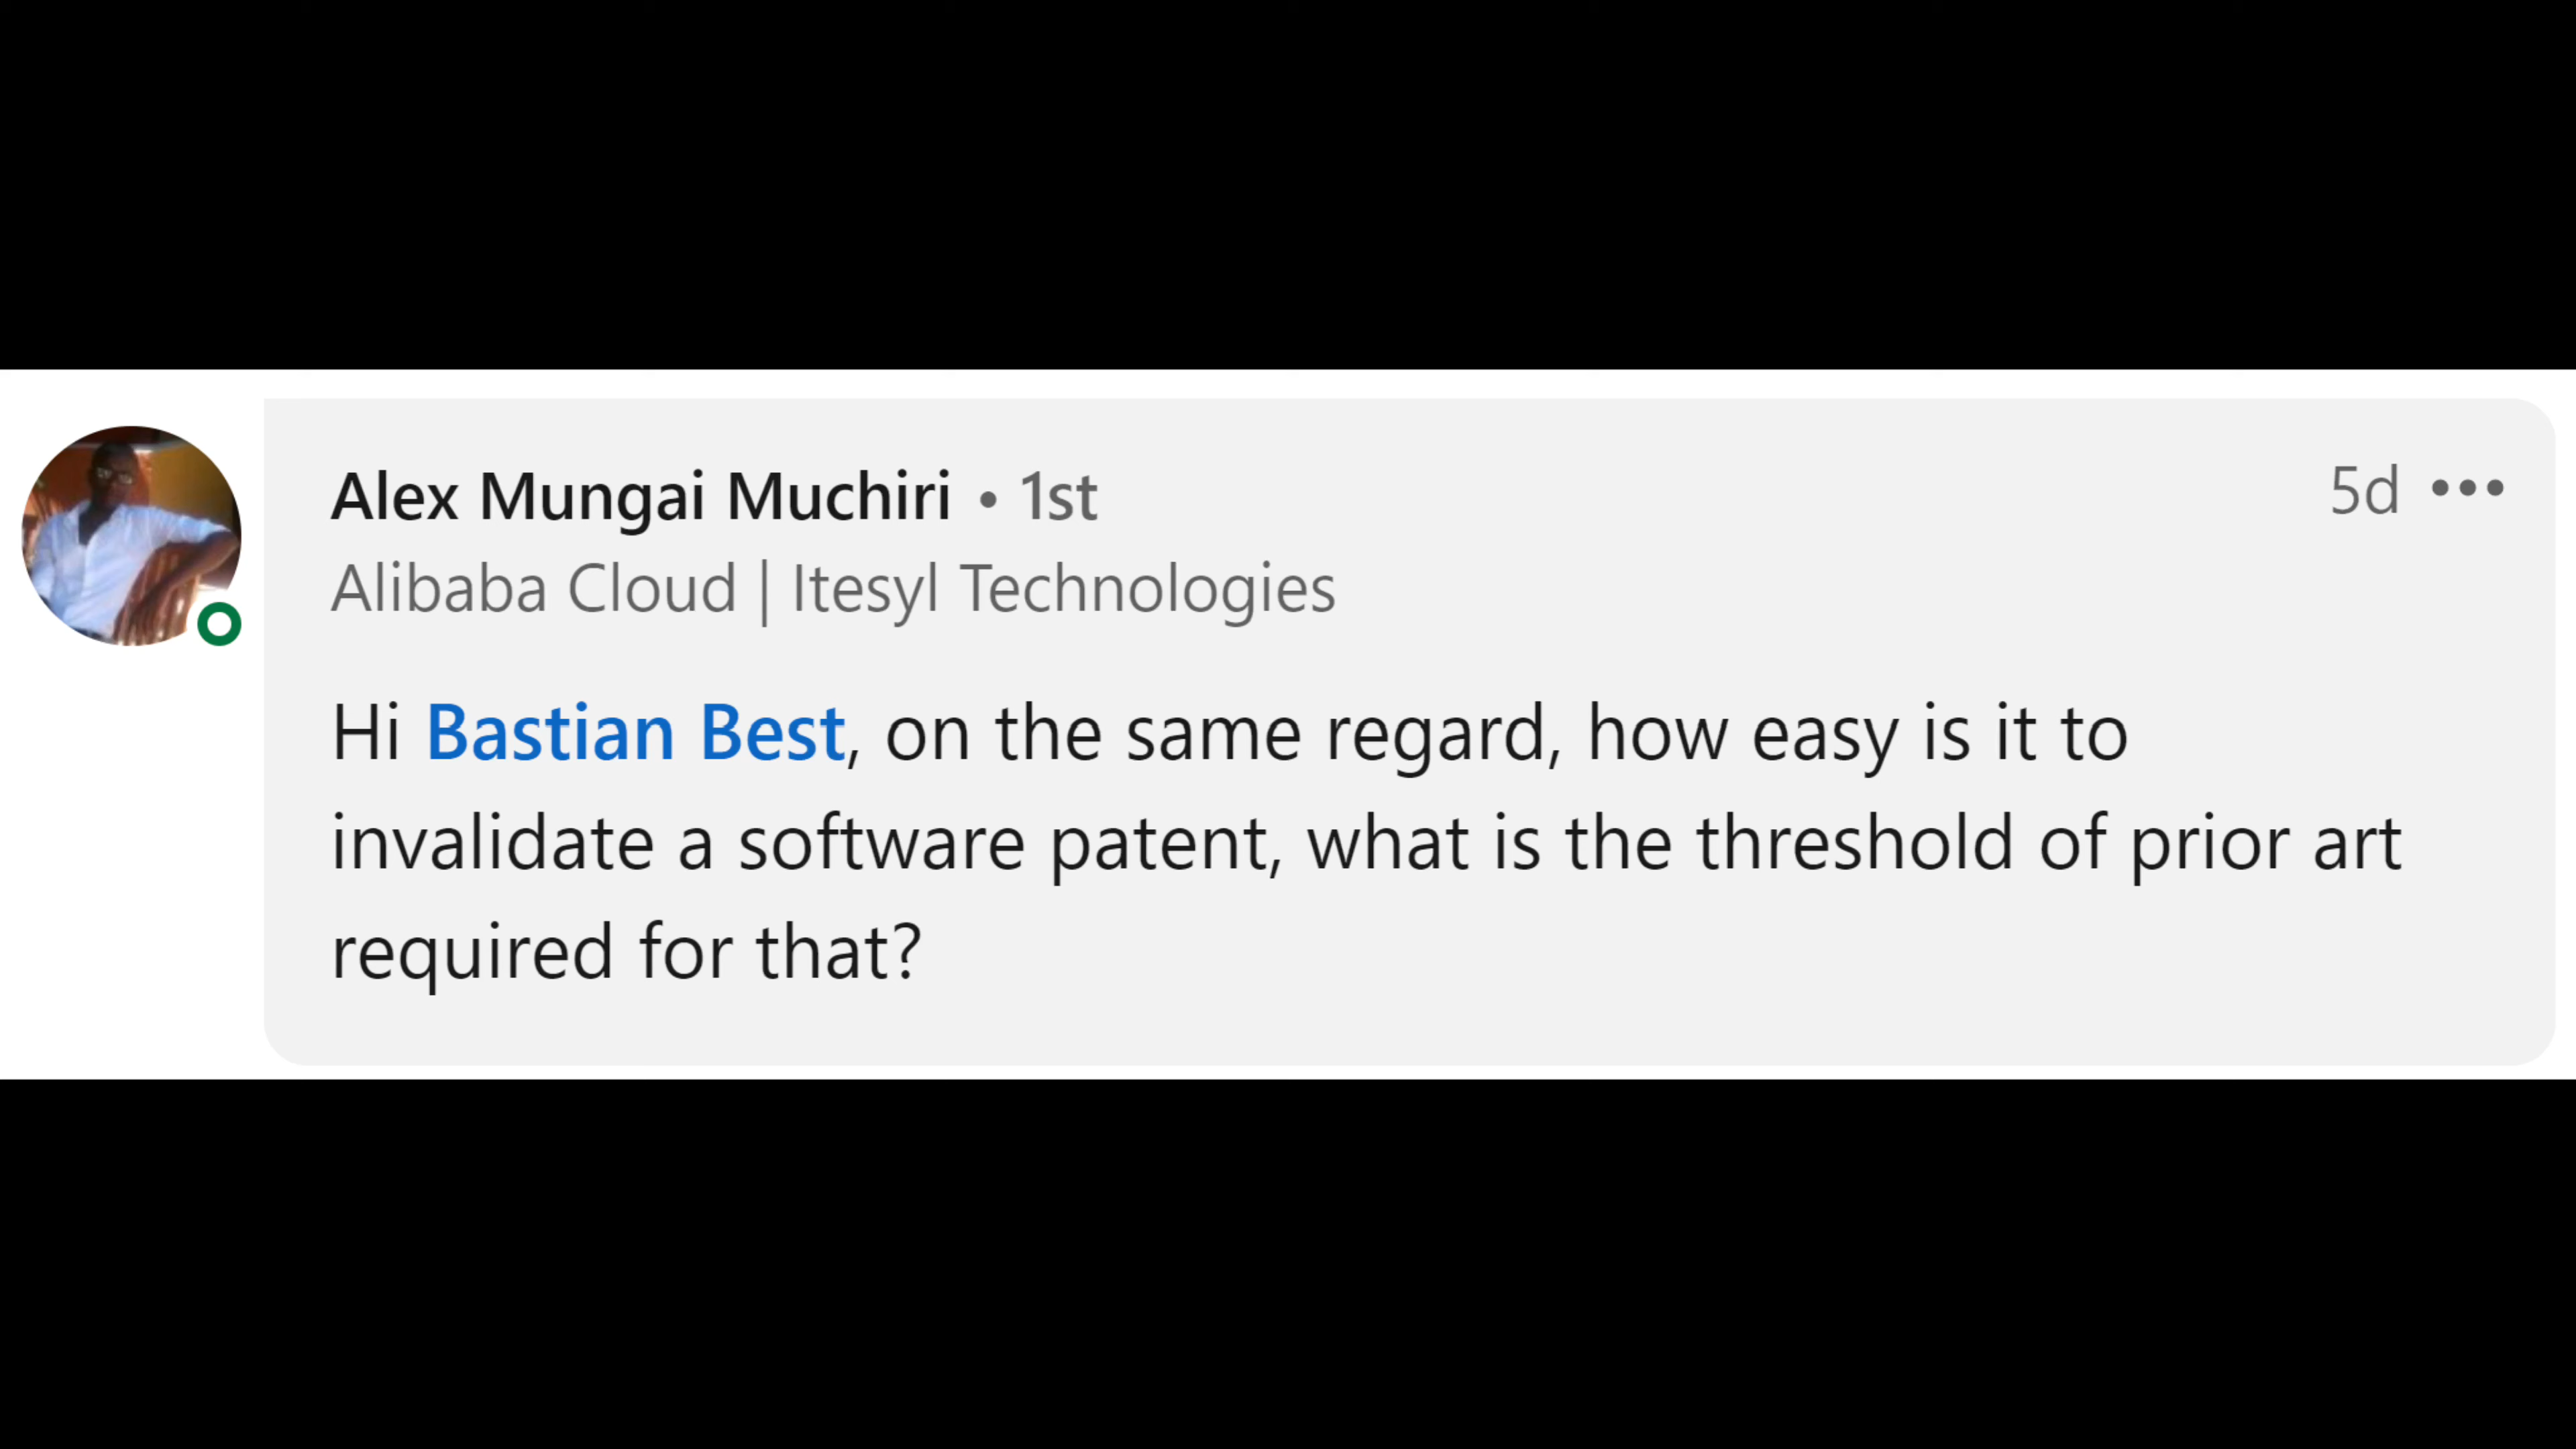 Alex Mungai Muchiri • 1st
5d •••
Alibaba Cloud | Itesyl Technologies
Hi Bastian Best, on the same regard, how easy is it to
invalidate a software patent, what is the threshold of prior art
required for that?